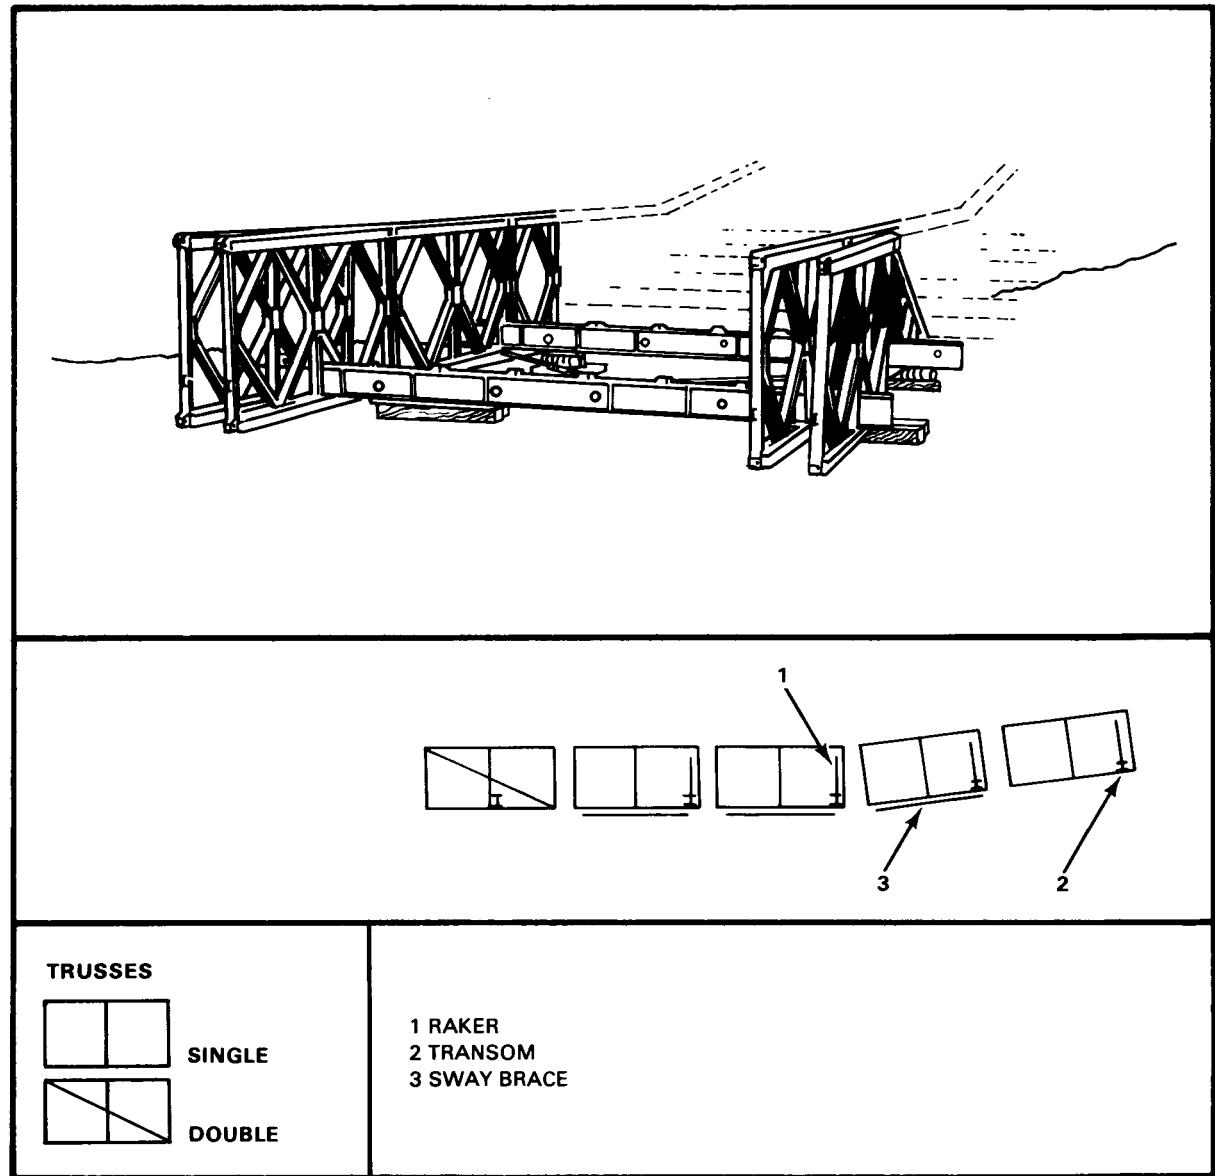 1
3
2
TRUSSES
SINGLE
DOUBLE
1 RAKER
2 TRANSOM
3 SWAY BRACE